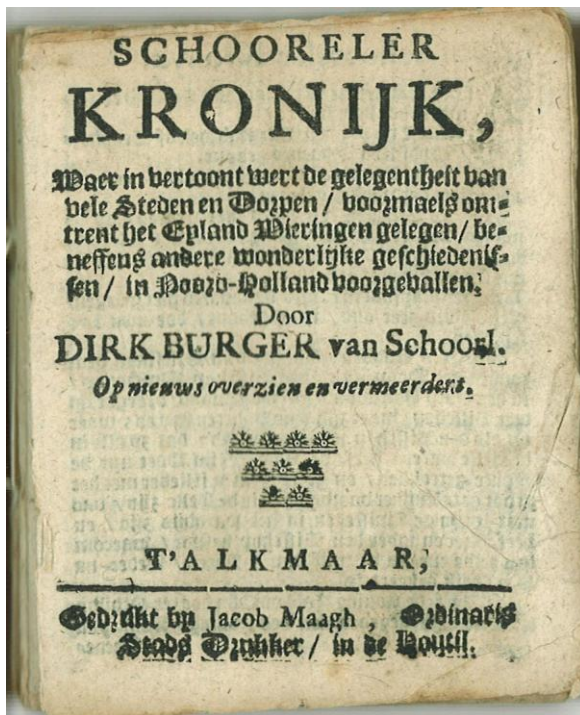 SCHOORELER
KRONIJK,
Waer in vertoont wert de gelegentheit van
vele Steden en Dorpen / voormaels om-
trent het Eyland Wieringen gelegen / be-
neffens andere wonderlijke geschiedenis-
sen / in Noord-Holland voorgevallen.
Door
DIRK BURGER van Schoorl.
Op nieuws overzien en vermeerdert.
T'ALKMAAR,
Gedrukt by Jacob Maagh, Ordinaris
Stads Drukker / in de Houtil.